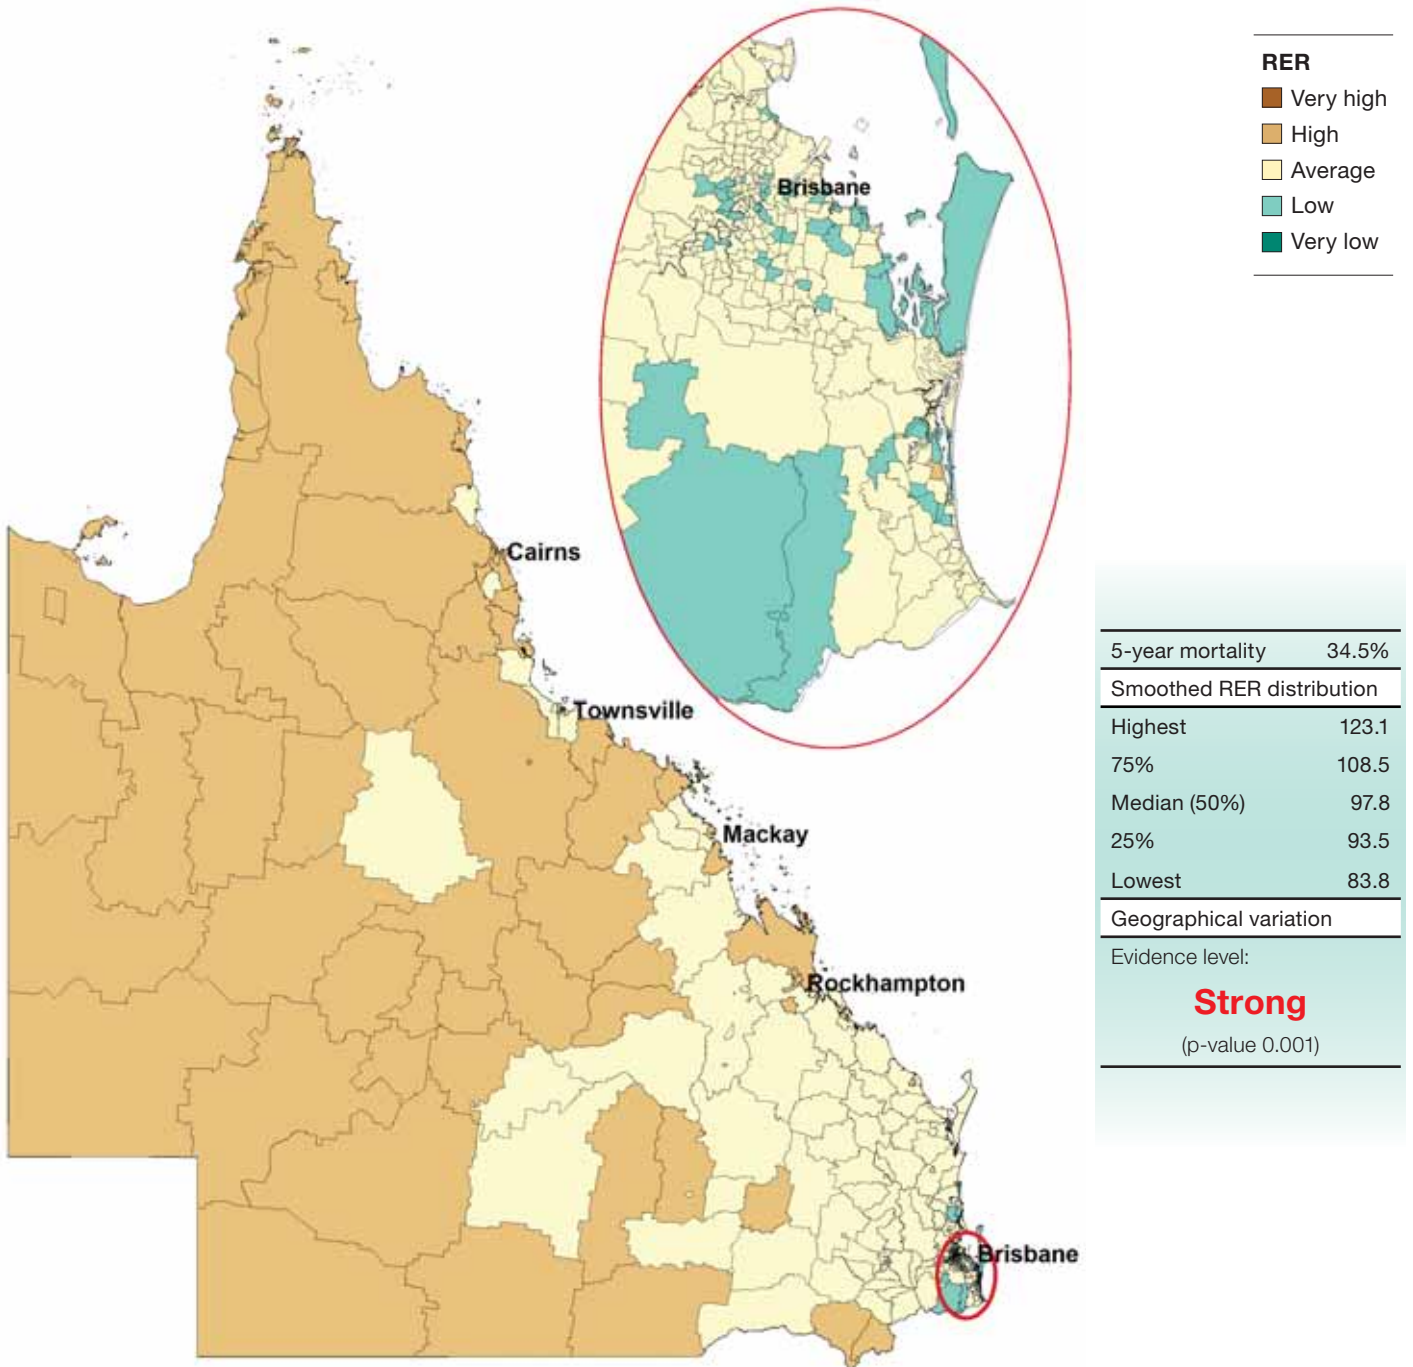 RER
Very high
High
Average
Low
Very low
Brisbane
Cairns
Townsville
Mackay
Rockhampton
Brisbane
5-year mortality 34.5%
Smoothed RER distribution
Highest 123.1
75% 108.5
Median (50%) 97.8
25% 93.5
Lowest 83.8
Geographical variation
Evidence level:
Strong
(p-value 0.001)